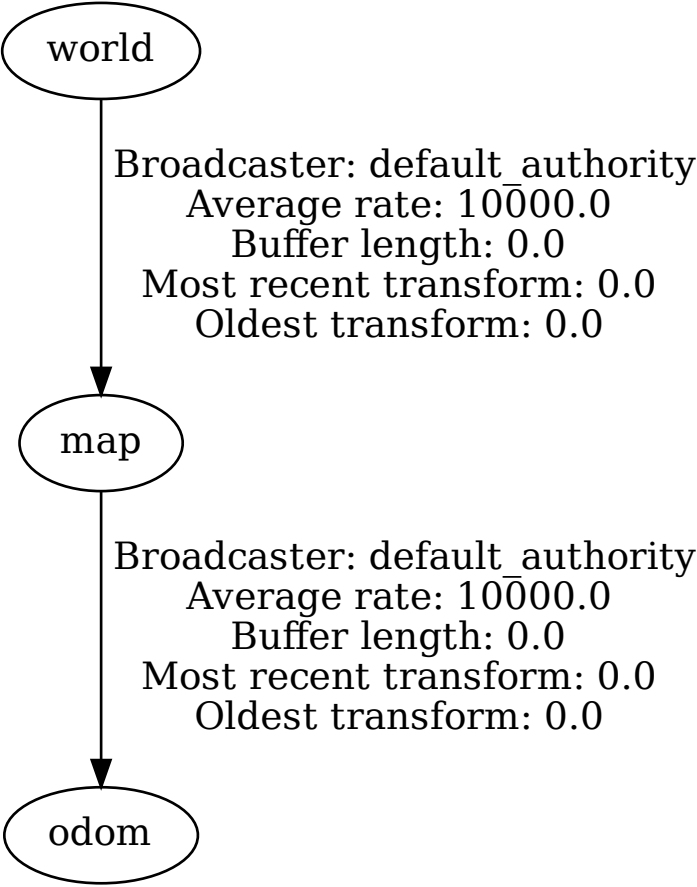 world
Broadcaster: default_authority
Average rate: 10000.0
Buffer length: 0.0
Most recent transform: 0.0
Oldest transform: 0.0
map
Broadcaster: default_authority
Average rate: 10000.0
Buffer length: 0.0
Most recent transform: 0.0
Oldest transform: 0.0
odom